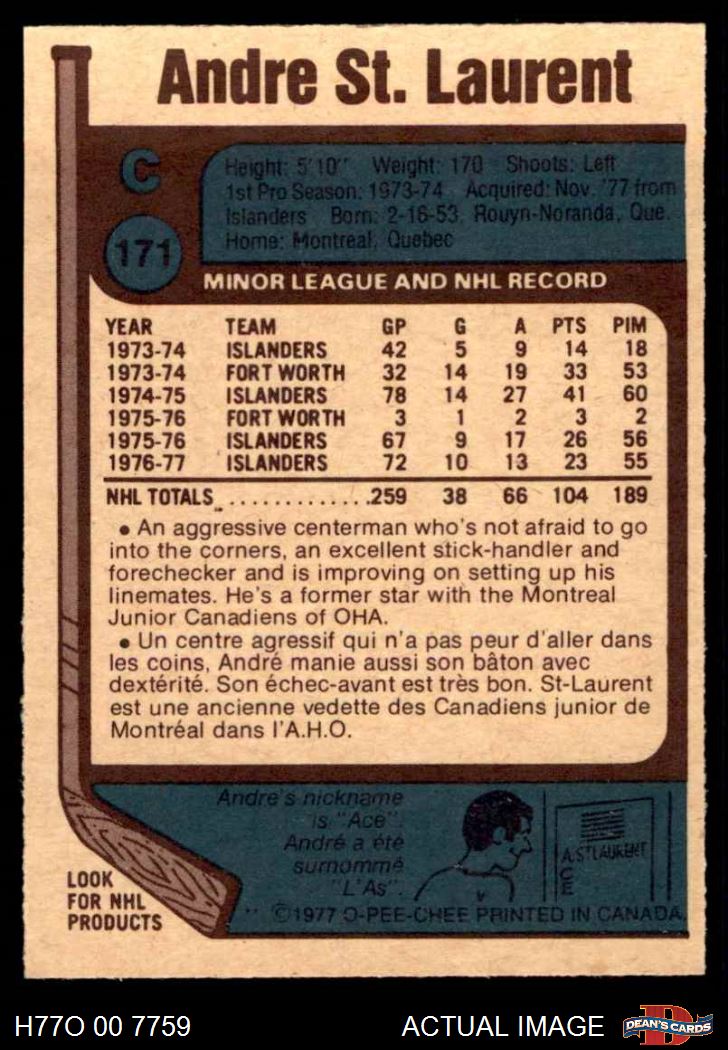 Andre St. Laurent
C
171
Height: 5'10" Weight: 170 Shoots: Left
1st Pro Season: 1973-74 Acquired: Nov. '77 from
Islanders Born: 2-16-53, Rouyn-Noranda, Que.
Home: Montreal, Quebec
MINOR LEAGUE AND NHL RECORD
YEAR TEAM GP G A PTS PIM
1973-74 ISLANDERS 42 5 9 14 18
1973-74 FORT WORTH 32 14 19 33 53
1974-75 ISLANDERS 78 14 27 41 60
1975-76 FORT WORTH 3 1 2 3 2
1975-76 ISLANDERS 67 9 17 26 56
1976-77 ISLANDERS 72 10 13 23 55
NHL TOTALS..............259 38 66 104 189
• An aggressive centerman who's not afraid to go
into the corners, an excellent stick-handler and
forechecker and is improving on setting up his
linemates. He's a former star with the Montreal
Junior Canadiens of OHA.
• Un centre agressif qui n'a pas peur d'aller dans
les coins, André manie aussi son bâton avec
dextérité. Son échec-avant est très bon. St-Laurent
est une ancienne vedette des Canadiens junior de
Montréal dans l'A.H.O.
Andre's nickname
is "Ace".
André a été
surnommé
"L'As".
A. ST LAURENT
C
E
LOOK
FOR NHL
PRODUCTS
©1977 O-PEE-CHEE PRINTED IN CANADA
H77O 00 7759
ACTUAL IMAGE
D
DEAN'S CARDS